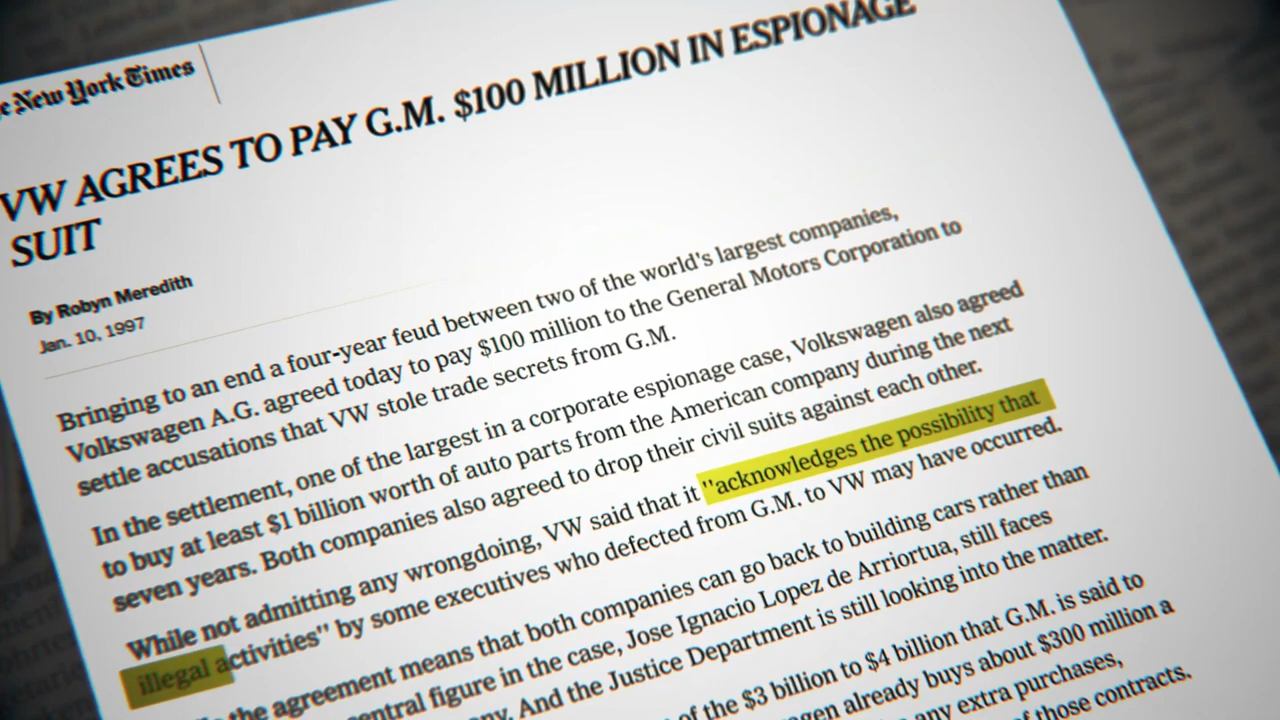 New York Times
VW AGREES TO PAY G.M. $100 MILLION IN ESPIONAGE
SUIT
By Robyn Meredith
Jan. 10, 1997
Bringing to an end a four-year feud between two of the world's largest companies,
Volkswagen A.G. agreed today to pay $100 million to the General Motors Corporation to
settle accusations that VW stole trade secrets from G.M.
In the settlement, one of the largest in a corporate espionage case, Volkswagen also agreed
to buy at least $1 billion worth of auto parts from the American company during the next
seven years. Both companies also agreed to drop their civil suits against each other.
While not admitting any wrongdoing, VW said that it "acknowledges the possibility that
illegal activities" by some executives who defected from G.M. to VW may have occurred.
the agreement means that both companies can go back to building cars rather than
central figure in the case, Jose Ignacio Lopez de Arriortua, still faces
And the Justice Department is still looking into the matter.
of the $3 billion to $4 billion that G.M. is said to
already buys about $300 million a
any extra purchases,
of those contracts.